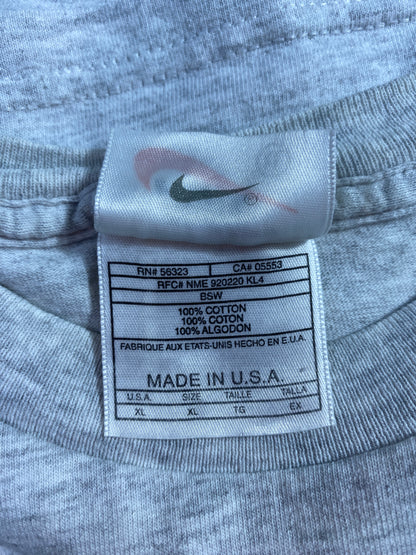 ®
RN# 56323 CA# 05553
RFC# NME 920220 KL4
BSW
100% COTTON
100% COTON
100% ALGODON
FABRIQUE AUX ETATS-UNIS HECHO EN E.U.A.
MADE IN U.S.A.
U.S.A. SIZE TAILLE TALLA
XL XL TG EX